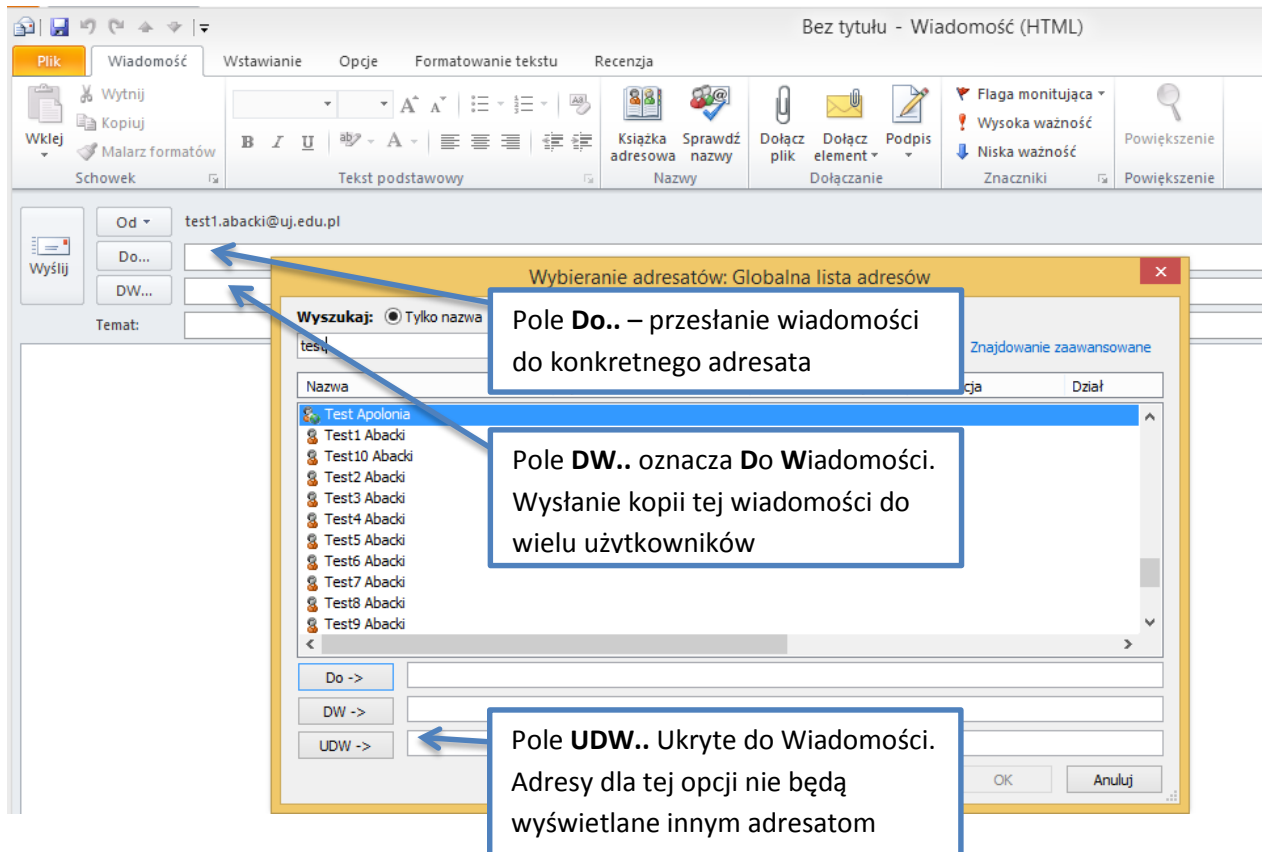 Bez tytułu - Wiadomość (HTML)
Plik Wiadomość Wstawianie Opcje Formatowanie tekstu Recenzja
Wklej
Wytnij
Kopiuj
Malarz formatów
Schowek
B I U
Tekst podstawowy
Książka adresowa
Sprawdź nazwy
Nazwy
Dołącz plik
Dołącz element
Podpis
Dołączanie
Flaga monitująca
Wysoka ważność
Niska ważność
Znaczniki
Powiększenie
Powiększenie
Wyślij
Od test1.abacki@uj.edu.pl
Do...
DW...
Temat:
Wybieranie adresatów: Globalna lista adresów
Wyszukaj: Tylko nazwa
test
Znajdowanie zaawansowane
Nazwa cja Dział
Test Apolonia
Test1 Abacki
Test10 Abacki
Test2 Abacki
Test3 Abacki
Test4 Abacki
Test5 Abacki
Test6 Abacki
Test7 Abacki
Test8 Abacki
Test9 Abacki
Do ->
DW ->
UDW ->
OK Anuluj
Pole Do.. – przesłanie wiadomości
do konkretnego adresata
Pole DW.. oznacza Do Wiadomości.
Wysłanie kopii tej wiadomości do
wielu użytkowników
Pole UDW.. Ukryte do Wiadomości.
Adresy dla tej opcji nie będą
wyświetlane innym adresatom